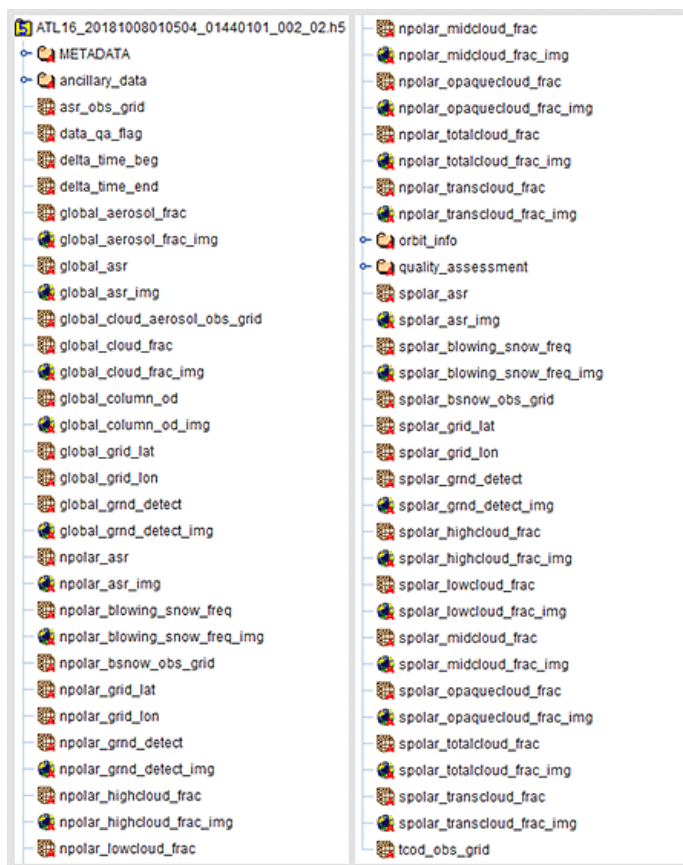 ATL16_20181008010504_01440101_002_02.h5
METADATA
ancillary_data
asr_obs_grid
data_qa_flag
delta_time_beg
delta_time_end
global_aerosol_frac
global_aerosol_frac_img
global_asr
global_asr_img
global_cloud_aerosol_obs_grid
global_cloud_frac
global_cloud_frac_img
global_column_od
global_column_od_img
global_grid_lat
global_grid_lon
global_grnd_detect
global_grnd_detect_img
npolar_asr
npolar_asr_img
npolar_blowing_snow_freq
npolar_blowing_snow_freq_img
npolar_bsnow_obs_grid
npolar_grid_lat
npolar_grid_lon
npolar_grnd_detect
npolar_grnd_detect_img
npolar_highcloud_frac
npolar_highcloud_frac_img
npolar_lowcloud_frac
npolar_midcloud_frac
npolar_midcloud_frac_img
npolar_opaquecloud_frac
npolar_opaquecloud_frac_img
npolar_totalcloud_frac
npolar_totalcloud_frac_img
npolar_transcloud_frac
npolar_transcloud_frac_img
orbit_info
quality_assessment
spolar_asr
spolar_asr_img
spolar_blowing_snow_freq
spolar_blowing_snow_freq_img
spolar_bsnow_obs_grid
spolar_grid_lat
spolar_grid_lon
spolar_grnd_detect
spolar_grnd_detect_img
spolar_highcloud_frac
spolar_highcloud_frac_img
spolar_lowcloud_frac
spolar_lowcloud_frac_img
spolar_midcloud_frac
spolar_midcloud_frac_img
spolar_opaquecloud_frac
spolar_opaquecloud_frac_img
spolar_totalcloud_frac
spolar_totalcloud_frac_img
spolar_transcloud_frac
spolar_transcloud_frac_img
tcod_obs_grid